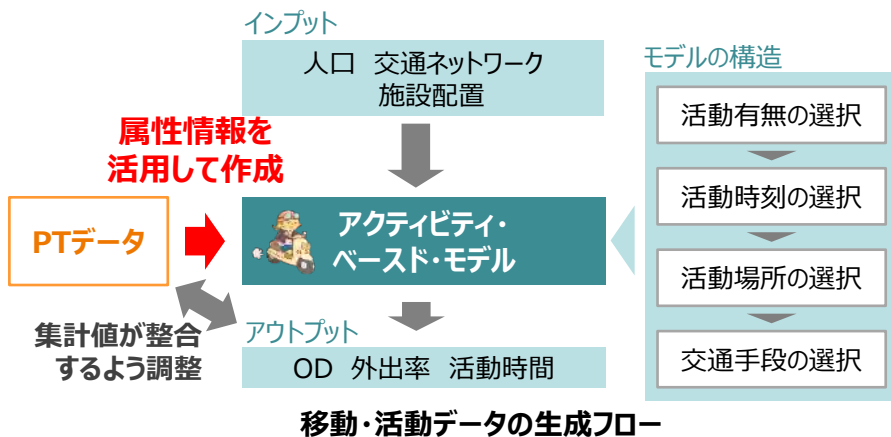 インプット
人口 交通ネットワーク
施設配置
属性情報を
活用して作成
PTデータ
アクティビティ・
ベースド・モデル
集計値が整合
するよう調整
アウトプット
OD 外出率 活動時間
モデルの構造
活動有無の選択
活動時刻の選択
活動場所の選択
交通手段の選択
移動・活動データの生成フロー